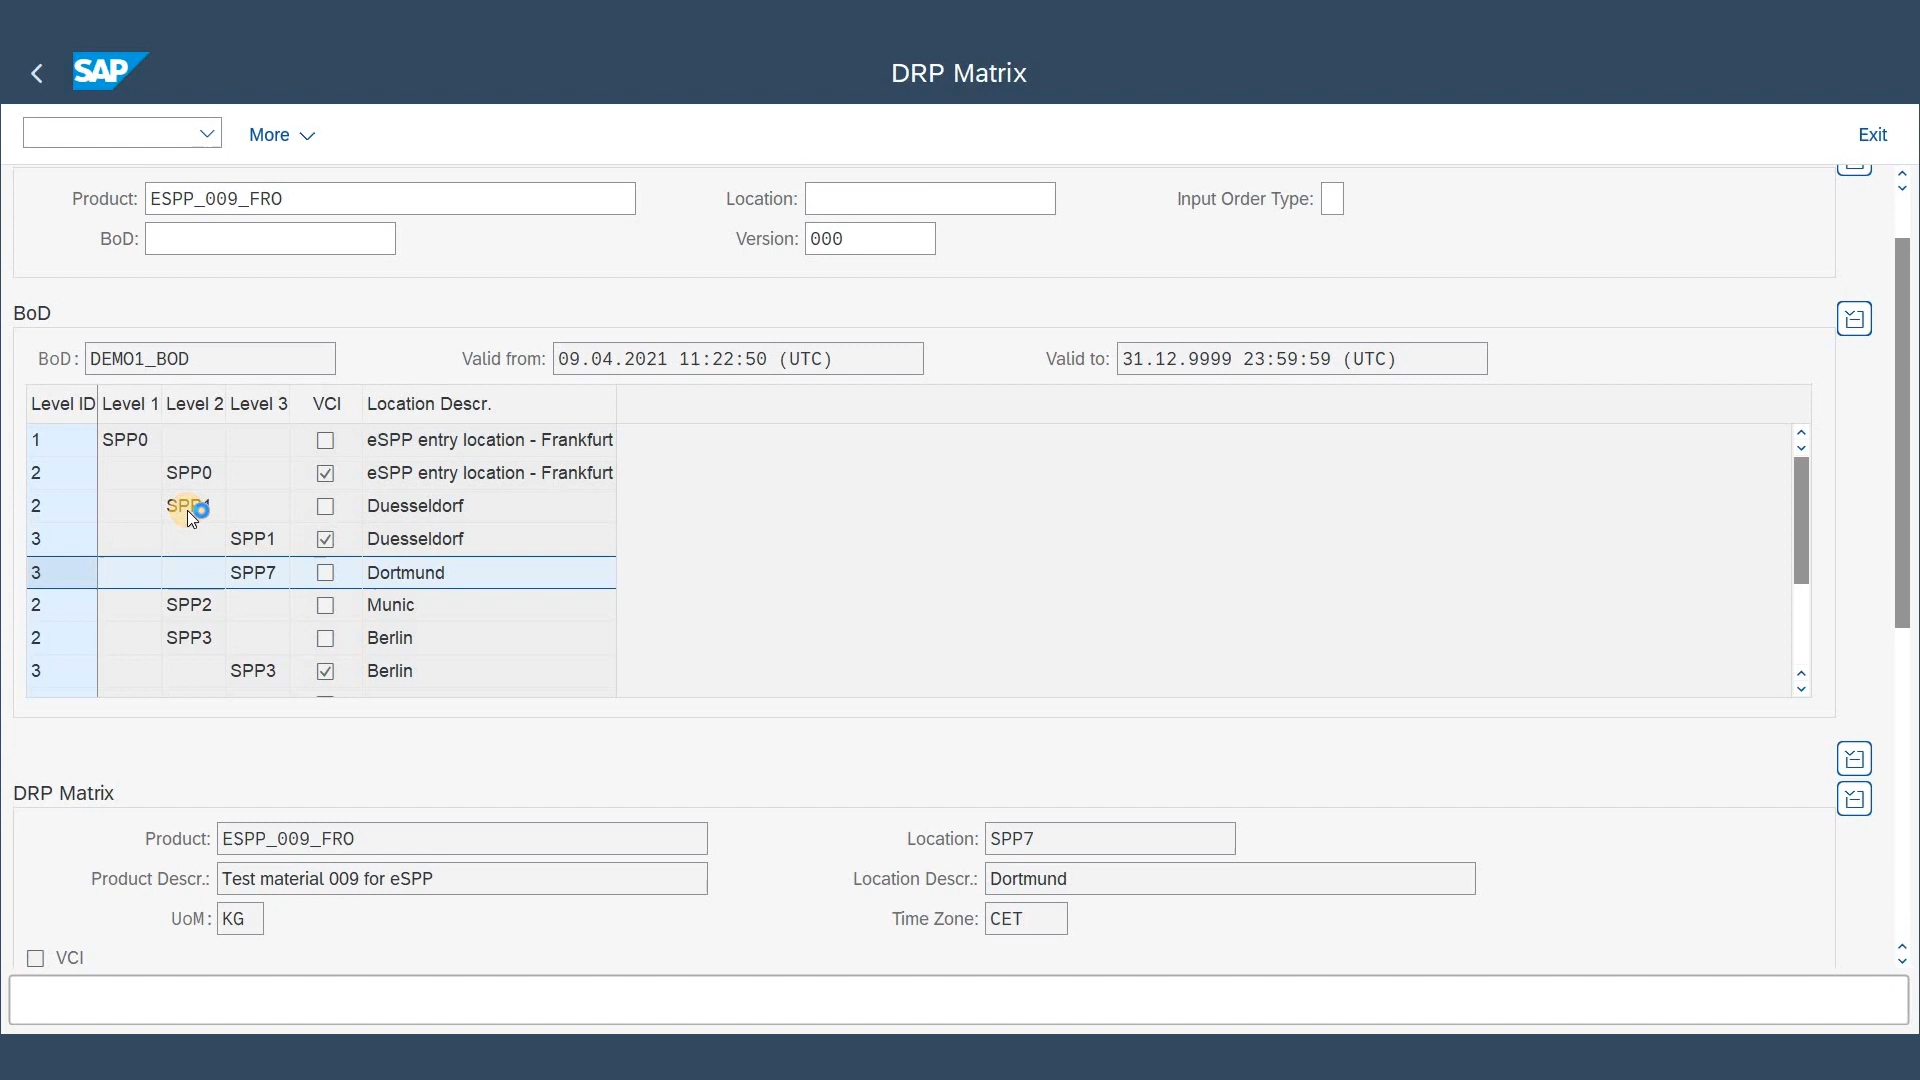 SAP DRP Matrix
More Exit
Product: ESPP_009_FRO Location: Input Order Type:
BoD: Version: 000
BoD
BoD: DEMO1_BOD Valid from: 09.04.2021 11:22:50 (UTC) Valid to: 31.12.9999 23:59:59 (UTC)
Level ID Level 1 Level 2 Level 3 VCI Location Descr.
1 SPP0 eSPP entry location - Frankfurt
2 SPP0 eSPP entry location - Frankfurt
2 SPP1 Duesseldorf
3 SPP1 Duesseldorf
3 SPP7 Dortmund
2 SPP2 Munic
2 SPP3 Berlin
3 SPP3 Berlin
DRP Matrix
Product: ESPP_009_FRO Location: SPP7
Product Descr.: Test material 009 for eSPP Location Descr.: Dortmund
UoM: KG Time Zone: CET
VCI